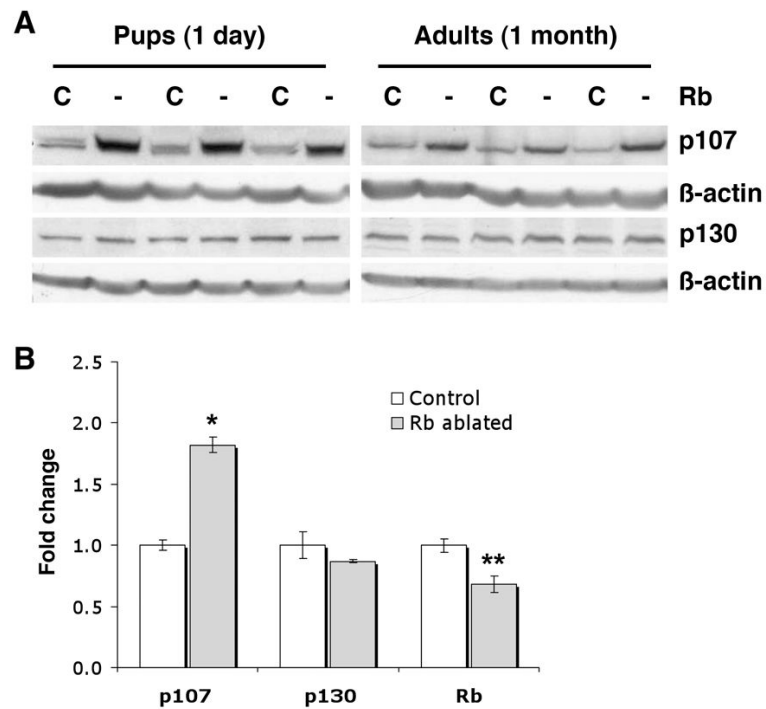 A
Pups (1 day) Adults (1 month)
C - C - C - C - C - C - Rb
p107
ß-actin
p130
ß-actin
B
2.5
2.0
1.5
1.0
0.5
0.0
Fold change
Control
Rb ablated
*
**
p107 p130 Rb